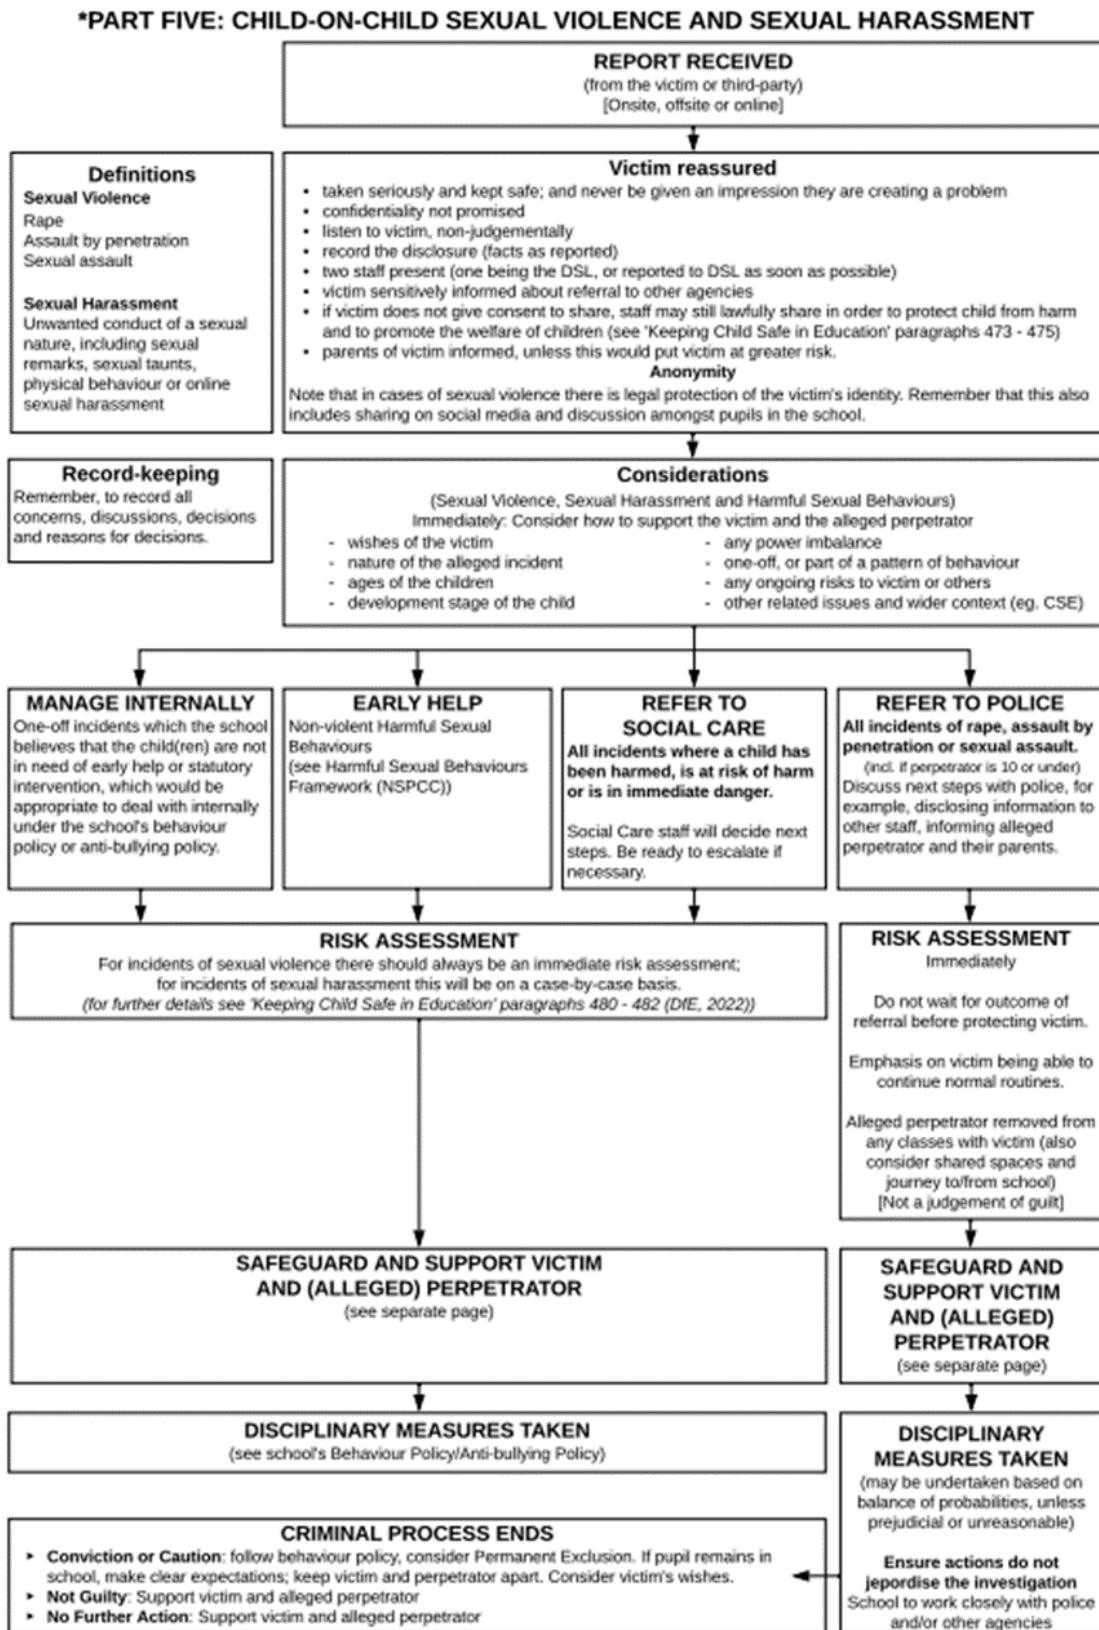 *PART FIVE: CHILD-ON-CHILD SEXUAL VIOLENCE AND SEXUAL HARASSMENT
REPORT RECEIVED
(from the victim or third-party)
[Onsite, offsite or online]
Definitions
Sexual Violence
Rape
Assault by penetration
Sexual assault
Sexual Harassment
Unwanted conduct of a sexual
nature, including sexual
remarks, sexual taunts,
physical behaviour or online
sexual harassment
Victim reassured
• taken seriously and kept safe; and never be given an impression they are creating a problem
• confidentiality not promised
• listen to victim, non-judgementally
• record the disclosure (facts as reported)
• two staff present (one being the DSL, or reported to DSL as soon as possible)
• victim sensitively informed about referral to other agencies
• if victim does not give consent to share, staff may still lawfully share in order to protect child from harm
and to promote the welfare of children (see 'Keeping Child Safe in Education' paragraphs 473 - 475)
• parents of victim informed, unless this would put victim at greater risk.
Anonymity
Note that in cases of sexual violence there is legal protection of the victim's identity. Remember that this also
includes sharing on social media and discussion amongst pupils in the school.
Record-keeping
Remember, to record all
concerns, discussions, decisions
and reasons for decisions.
Considerations
(Sexual Violence, Sexual Harassment and Harmful Sexual Behaviours)
Immediately: Consider how to support the victim and the alleged perpetrator
- wishes of the victim
- nature of the alleged incident
- ages of the children
- development stage of the child
- any power imbalance
- one-off, or part of a pattern of behaviour
- any ongoing risks to victim or others
- other related issues and wider context (eg. CSE)
MANAGE INTERNALLY
One-off incidents which the school
believes that the child(ren) are not
in need of early help or statutory
intervention, which would be
appropriate to deal with internally
under the school's behaviour
policy or anti-bullying policy.
EARLY HELP
Non-violent Harmful Sexual
Behaviours
(see Harmful Sexual Behaviours
Framework (NSPCC))
REFER TO
SOCIAL CARE
All incidents where a child has
been harmed, is at risk of harm
or is in immediate danger.
Social Care staff will decide next
steps. Be ready to escalate if
necessary.
REFER TO POLICE
All incidents of rape, assault by
penetration or sexual assault.
(incl. if perpetrator is 10 or under)
Discuss next steps with police, for
example, disclosing information to
other staff, informing alleged
perpetrator and their parents.
RISK ASSESSMENT
For incidents of sexual violence there should always be an immediate risk assessment;
for incidents of sexual harassment this will be on a case-by-case basis.
(for further details see 'Keeping Child Safe in Education' paragraphs 480 - 482 (DfE, 2022))
RISK ASSESSMENT
Immediately
Do not wait for outcome of
referral before protecting victim.
Emphasis on victim being able to
continue normal routines.
Alleged perpetrator removed from
any classes with victim (also
consider shared spaces and
journey to/from school)
[Not a judgement of guilt]
SAFEGUARD AND SUPPORT VICTIM
AND (ALLEGED) PERPETRATOR
(see separate page)
SAFEGUARD AND
SUPPORT VICTIM
AND (ALLEGED)
PERPETRATOR
(see separate page)
DISCIPLINARY MEASURES TAKEN
(see school's Behaviour Policy/Anti-bullying Policy)
DISCIPLINARY
MEASURES TAKEN
(may be undertaken based on
balance of probabilities, unless
prejudicial or unreasonable)
Ensure actions do not
jepordise the investigation
School to work closely with police
and/or other agencies
CRIMINAL PROCESS ENDS
➤ Conviction or Caution: follow behaviour policy, consider Permanent Exclusion. If pupil remains in
school, make clear expectations; keep victim and perpetrator apart. Consider victim's wishes.
➤ Not Guilty: Support victim and alleged perpetrator
➤ No Further Action: Support victim and alleged perpetrator